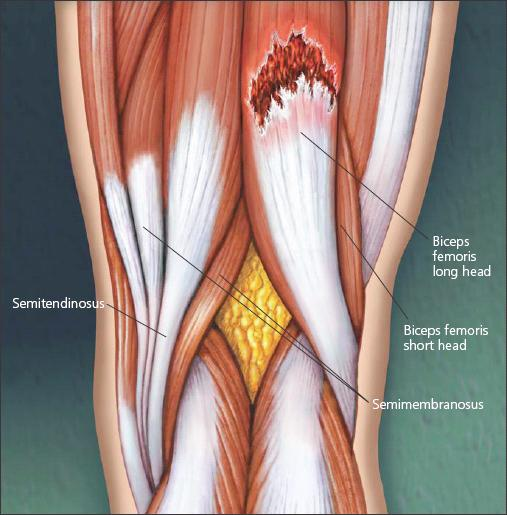 Biceps
femoris
long head
Semitendinosus
Biceps femoris
short head
Semimembranosus